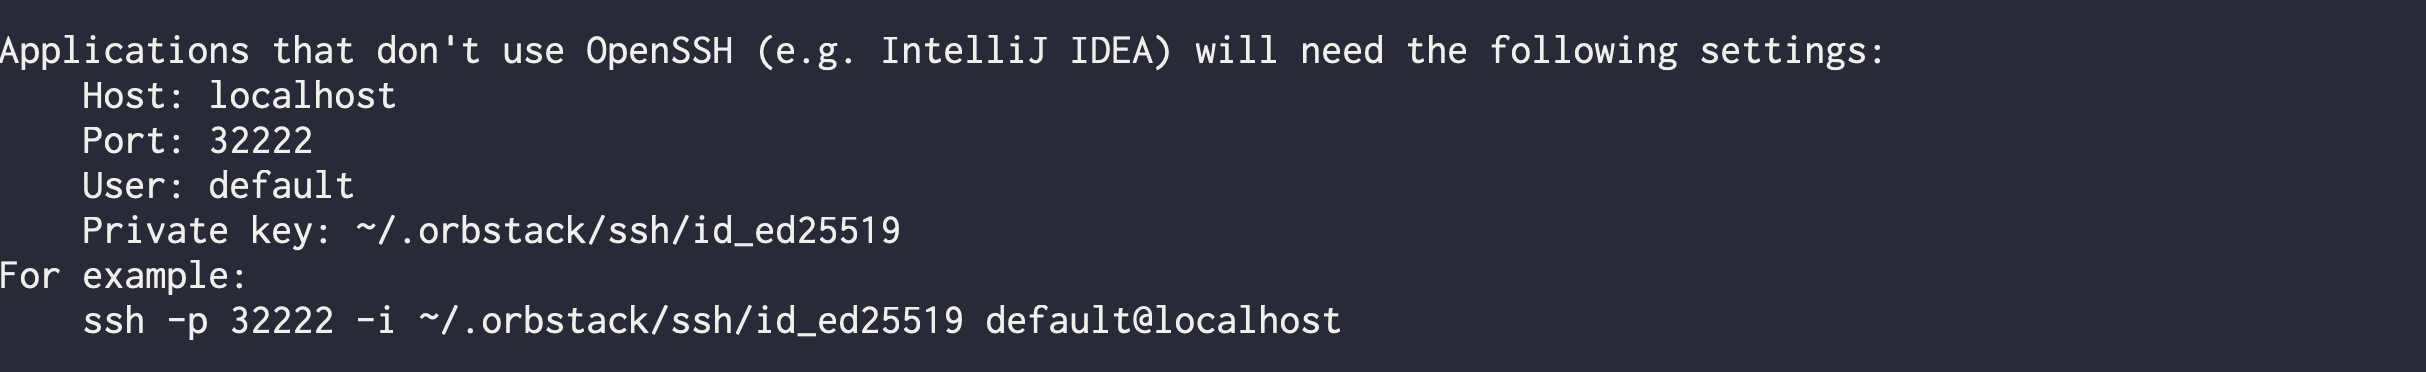 Applications that don't use OpenSSH (e.g. IntelliJ IDEA) will need the following settings:
    Host: localhost
    Port: 32222
    User: default
    Private key: ~/.orbstack/ssh/id_ed25519
For example:
    ssh -p 32222 -i ~/.orbstack/ssh/id_ed25519 default@localhost